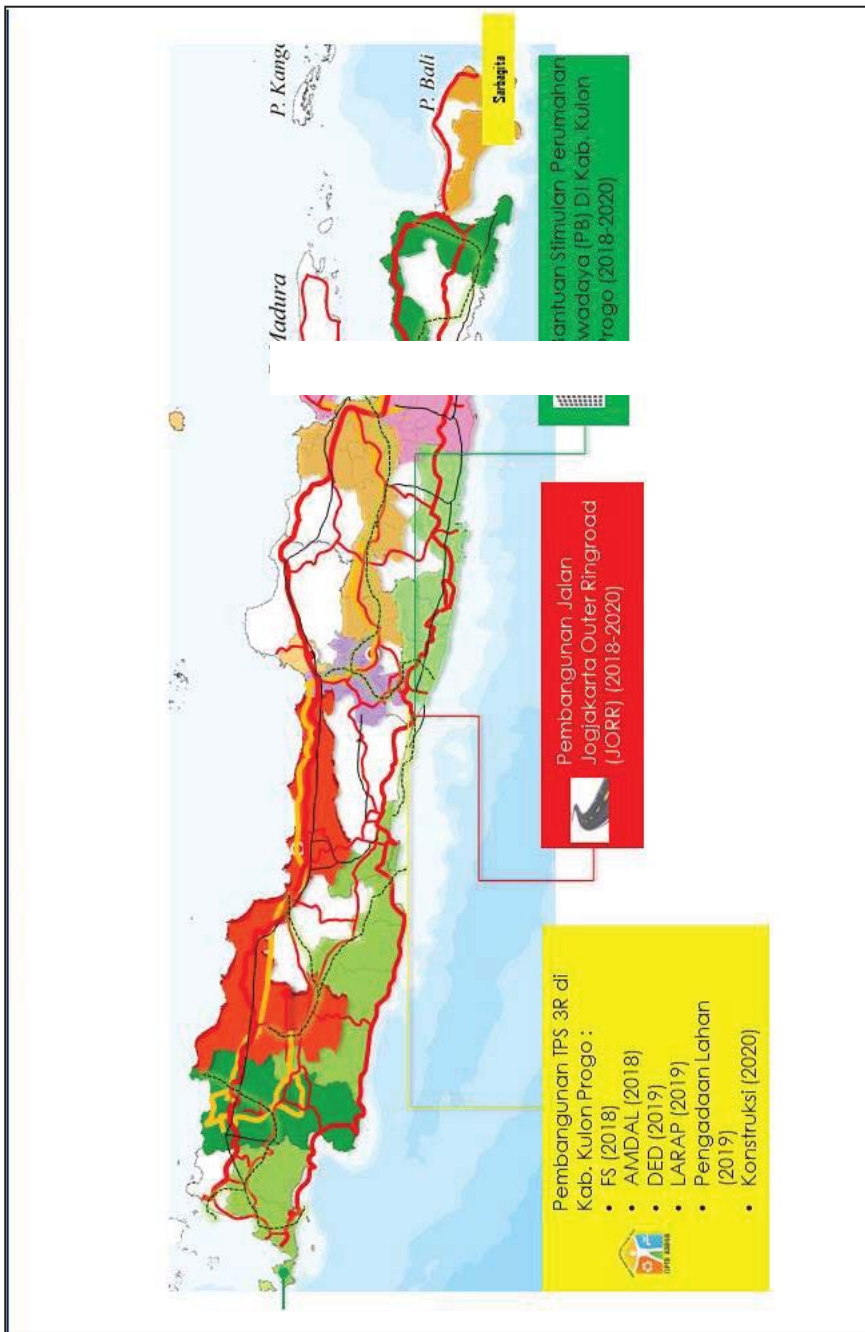 P. Kang
Madura
P. Bali
Sarbagita
Pembangunan TPS 3R di
Kab. Kulon Progo :
• FS (2018)
• AMDAL (2018)
• DED (2019)
• LARAP (2019)
• Pengadaan Lahan
(2019)
• Konstruksi (2020)
Pembangunan Jalan
Jogjakarta Outer Ringroad
(JORR) (2018-2020)
Bantuan Stimulan Perumahan
wadaya (PB) Di Kab. Kulon
Progo (2018-2020)